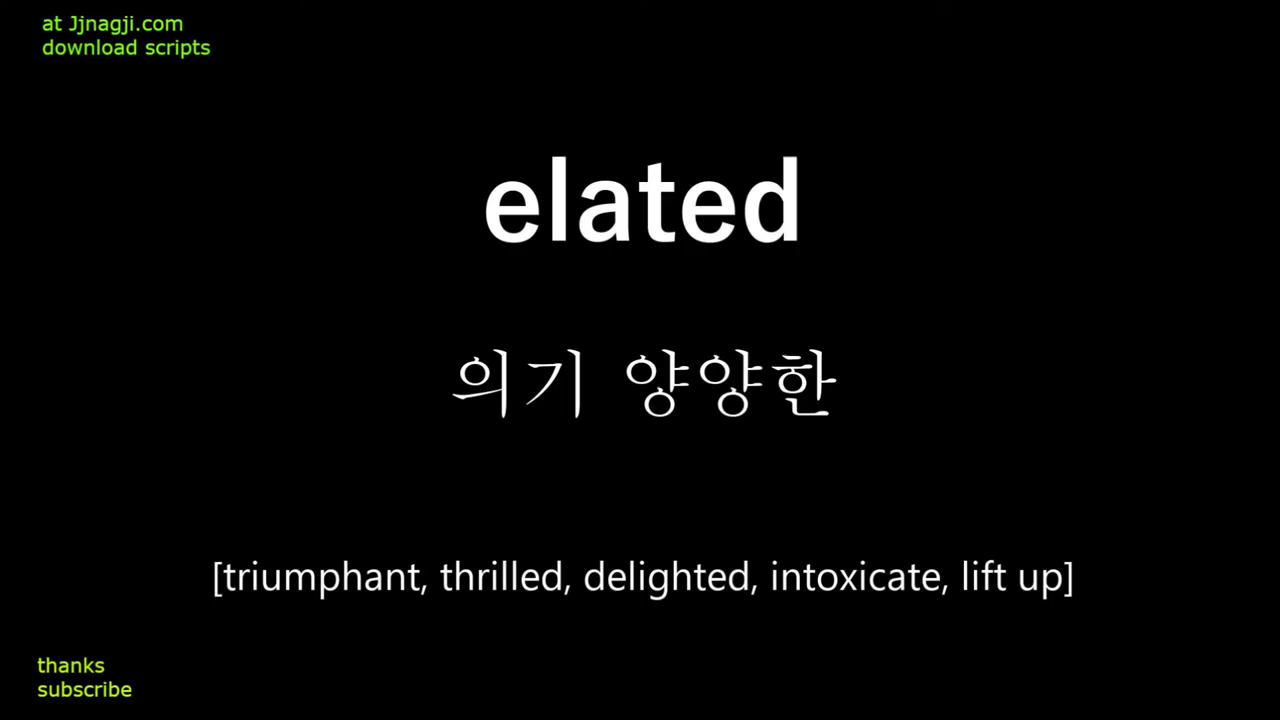 at Jjnagji.com
download scripts
elated
의기 양양한
[triumphant, thrilled, delighted, intoxicate, lift up]
thanks
subscribe